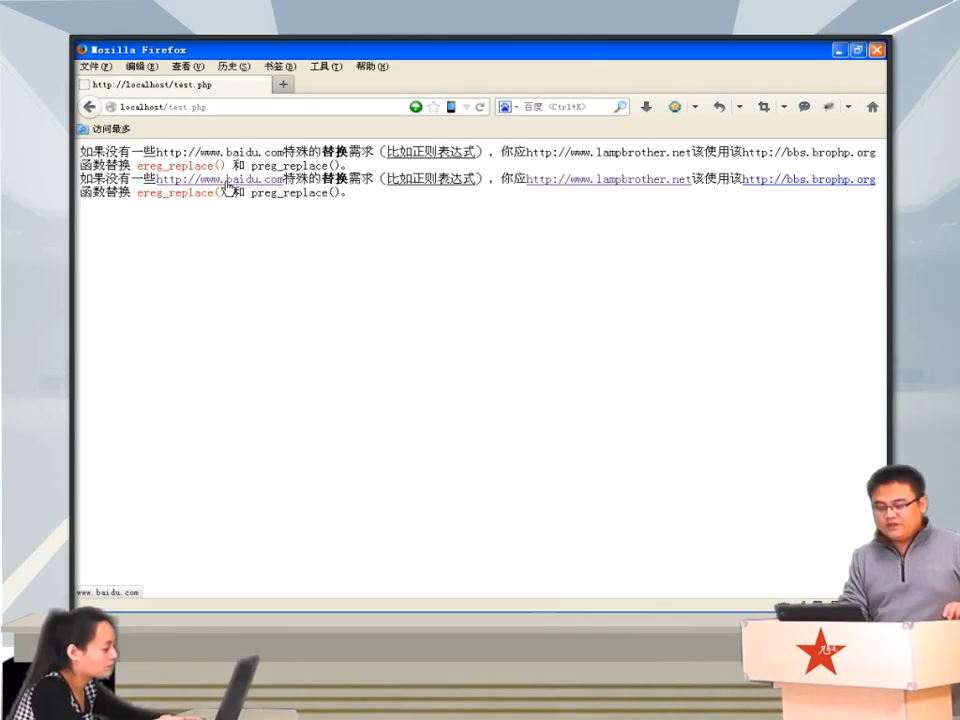 Mozilla Firefox
文件(F) 编辑(E) 查看(V) 历史(S) 书签(B) 工具(T) 帮助(H)
http://localhost/test.php
localhost/test.php
百度 <Ctrl+K>
访问最多
如果没有一些http://www.baidu.com特殊的替换需求（比如正则表达式），你应http://www.lampbrother.net该使用该http://bbs.brophp.org
函数替换 ereg_replace() 和 preg_replace()。
如果没有一些http://www.baidu.com特殊的替换需求（比如正则表达式），你应http://www.lampbrother.net该使用该http://bbs.brophp.org
函数替换 ereg_replace() 和 preg_replace()。
www.baidu.com